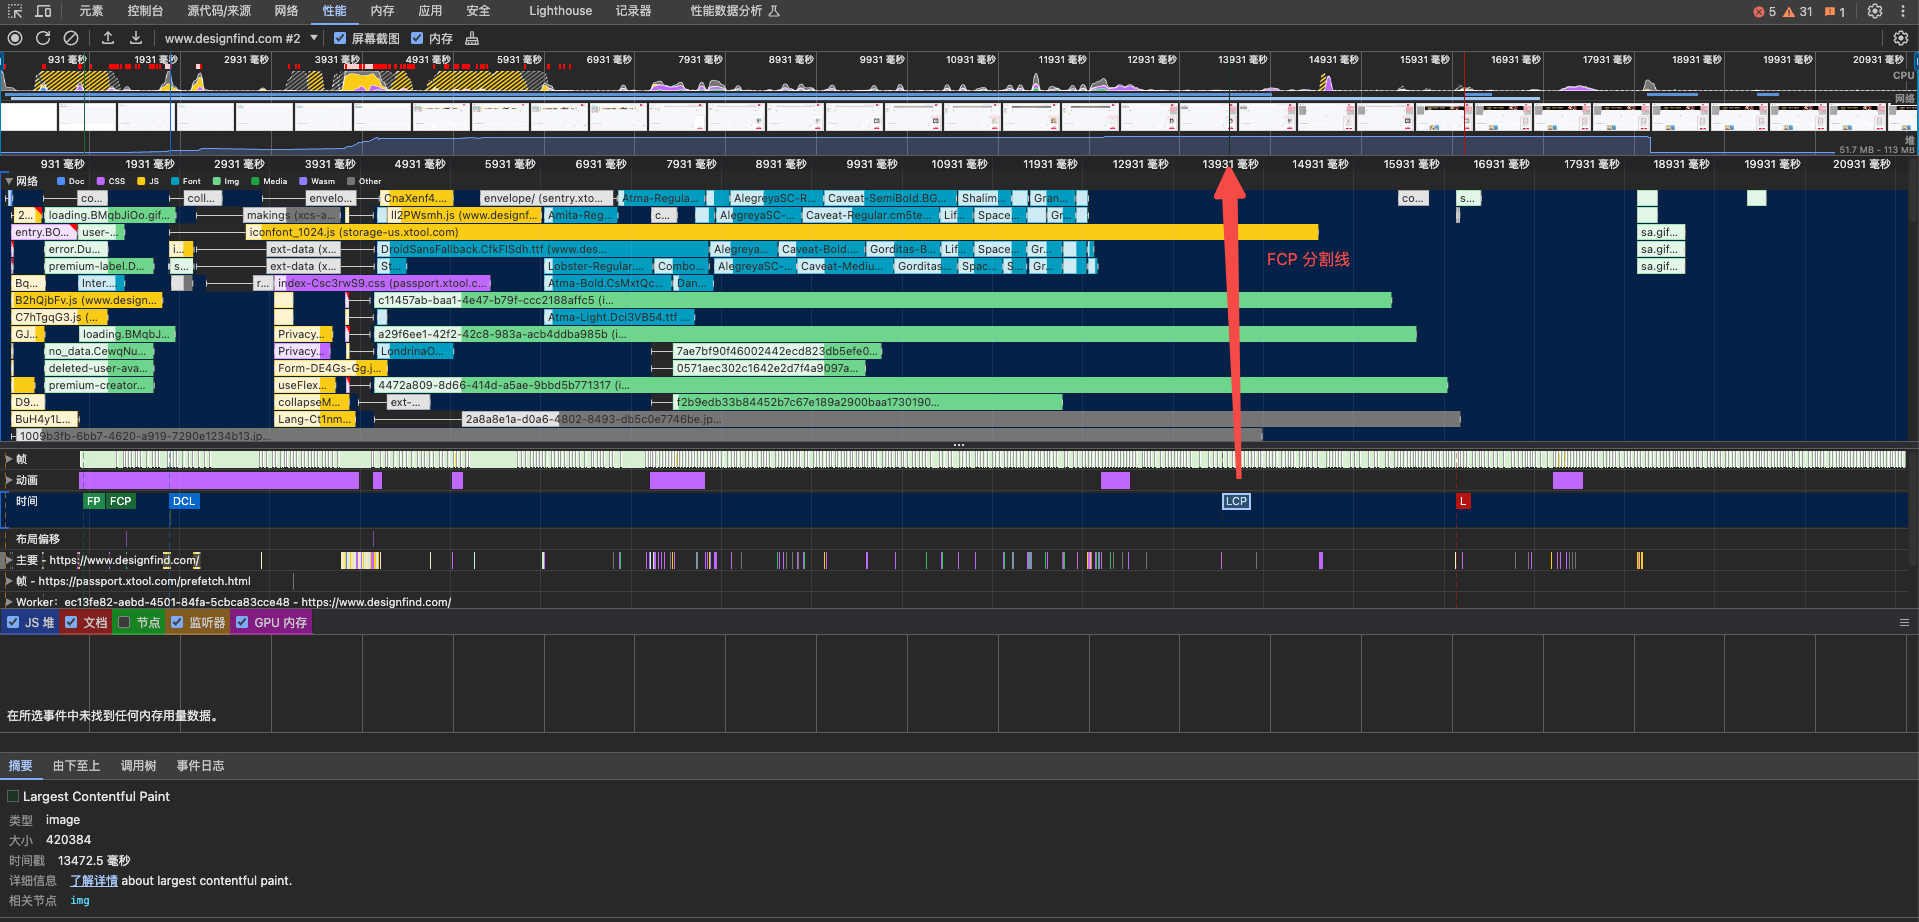 元素 控制台 源代码/来源 网络 性能 内存 应用 安全 Lighthouse 记录器 性能数据分析 5 31 1
www.designfind.com #2 屏幕截图 内存
931 毫秒 1931 毫秒 2931 毫秒 3931 毫秒 4931 毫秒 5931 毫秒 6931 毫秒 7931 毫秒 8931 毫秒 9931 毫秒 10931 毫秒 11931 毫秒 12931 毫秒 13931 毫秒 14931 毫秒 16931 毫秒 17931 毫秒 18931 毫秒 19931 毫秒 20931 毫秒
CPU
网络
堆
51.7 MB – 113 MB
931 毫秒 1931 毫秒 2931 毫秒 3931 毫秒 4931 毫秒 5931 毫秒 6931 毫秒 7931 毫秒 8931 毫秒 9931 毫秒 10931 毫秒 11931 毫秒 12931 毫秒 13931 毫秒 14931 毫秒 15931 毫秒 16931 毫秒 17931 毫秒 18931 毫秒 19931 毫秒 20931 毫秒
网络 Doc CSS JS Font Img Media Wasm Other
co... coll... envelo... CnaXenf4.... envelope/ (sentry.xto... Atma-Regula... AlegreyaSC-R... Caveat-SemiBold.BG... Shalim... Gran... co... s...
2... loading.BMqbJiOo.gif... makings (xcs-a... Il2PWsmh.js (www.designf... Amita-Reg... c... AlegreyaSC-... Caveat-Regular.cm5te... Lif... Space... Gr...
entry.BO... user-... iconfont_1024.js (storage-us.xtool.com) sa.gif...
error.Du... i... ext-data (x... DroidSansFallback.CfkFISdh.ttf (www.des... Alegreya... Caveat-Bold.... Gorditas-B... Lif... Space... Gr... sa.gif...
premium-label.D... s... ext-data (x... St... Lobster-Regular.... Combo... AlegreyaSC-... Caveat-Mediu... Gorditas... Spac... S... Gr... sa.gif...
Bq... Inter... r... index-Csc3rwS9.css (passport.xtool.c... Atma-Bold.CsMxtQc... Dan...
B2hQjbFv.js (www.design... c11457ab-baa1-4e47-b79f-ccc2188affc5 (i...
C7hTgqG3.js (... Atma-Light.Dci3VB54.ttf ...
GJ... loading.BMqbJ... Privacy... a29f6ee1-42f2-42c8-983a-acb4ddba985b (i...
no_data.CewqNu... Privacy... LondrinaO... 7ae7bf90f46002442ecd823db5efe0...
deleted-user-ava... Form-DE4Gs-Gg.j... 0571aec302c1642e2d7f4a9097a...
premium-creator... useFlex... 4472a809-8d66-414d-a5ae-9bbd5b771317 (i...
D9... collapseM... ext-... f2b9edb33b84452b7c67e189a2900baa1730190...
BuH4y1L... Lang-Ct1nm... 2a8a8e1a-d0a6-4802-8493-db5c0e7746be.jp...
1009b3fb-6bb7-4620-a919-7290e1234b13.jp...
FCP 分割线
帧
动画
时间 FP FCP DCL LCP L
布局偏移
主要 – https://www.designfind.com/
帧 – https://passport.xtool.com/prefetch.html
Worker: ec13fe82-aebd-4501-84fa-5cbca83cce48 – https://www.designfind.com/
JS 堆 文档 节点 监听器 GPU 内存
在所选事件中未找到任何内存用量数据。
摘要 由下至上 调用树 事件日志
Largest Contentful Paint
类型 image
大小 420384
时间戳 13472.5 毫秒
详细信息 了解详情 about largest contentful paint.
相关节点 img